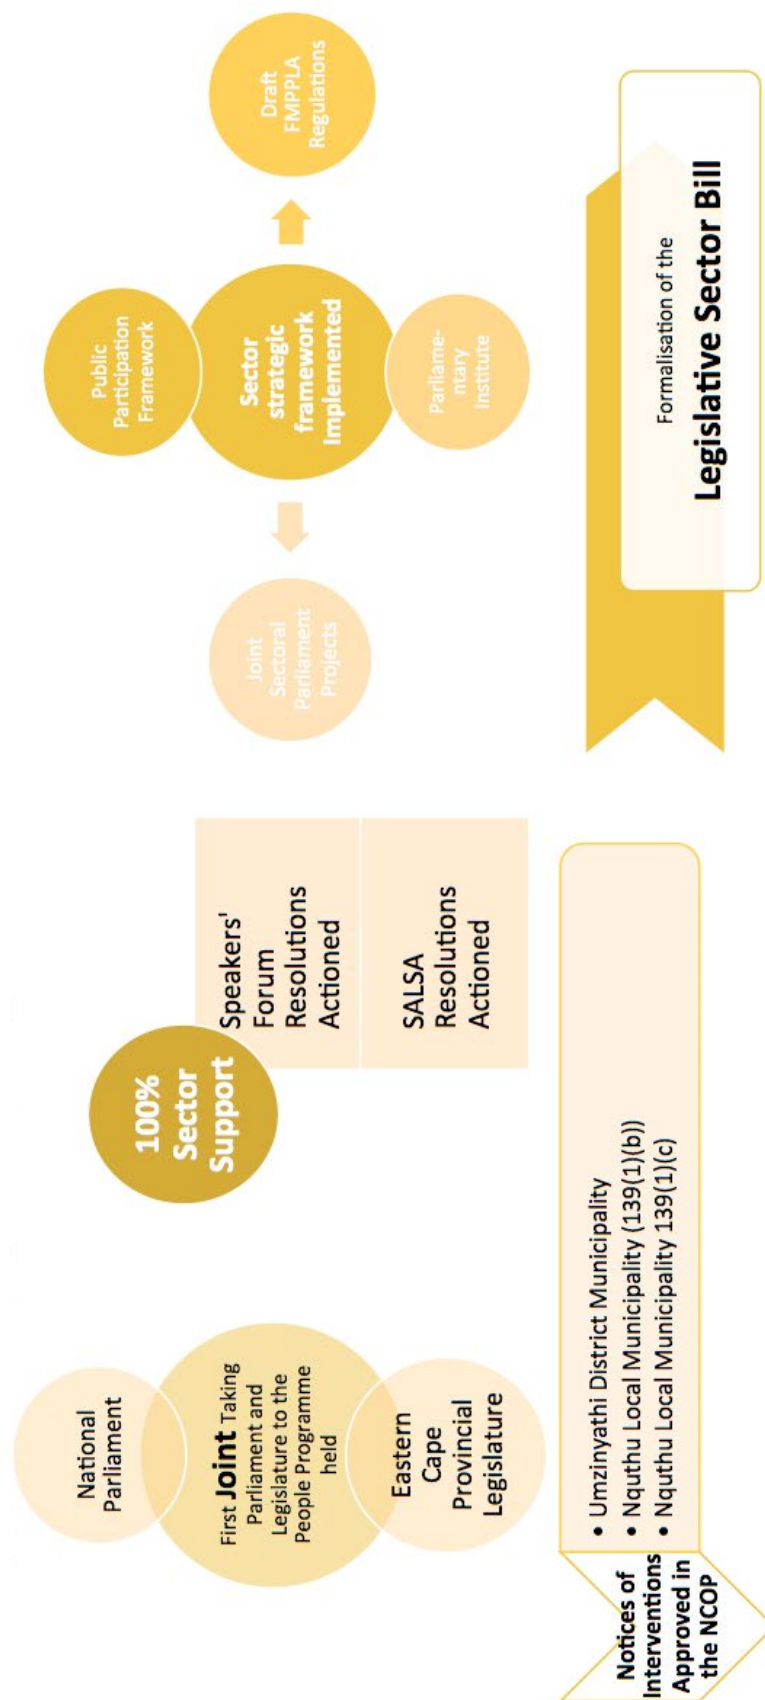 National
Parliament
First Joint Taking
Parliament and
Legislature to the
People Programme
held
Eastern
Cape
Provincial
Legislature
100%
Sector
Support
Speakers'
Forum
Resolutions
Actioned
SALSA
Resolutions
Actioned
Public
Participation
Framework
Joint
Sectoral
Parliament
Projects
Sector
strategic
framework
Implemented
Draft
FMPPLA
Regulations
Parliame-
ntary
Institute
Notices of
Interventions
Approved in
the NCOP
• Umzinyathi District Municipality
• Nquthu Local Municipality (139(1)(b))
• Nquthu Local Municipality 139(1)(c)
Formalisation of the
Legislative Sector Bill